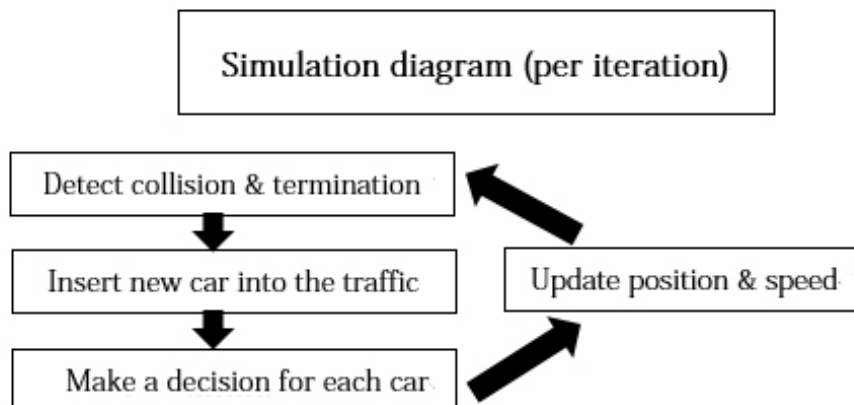 Simulation diagram (per iteration)
Detect collision & termination
Insert new car into the traffic
Update position & speed
Make a decision for each car